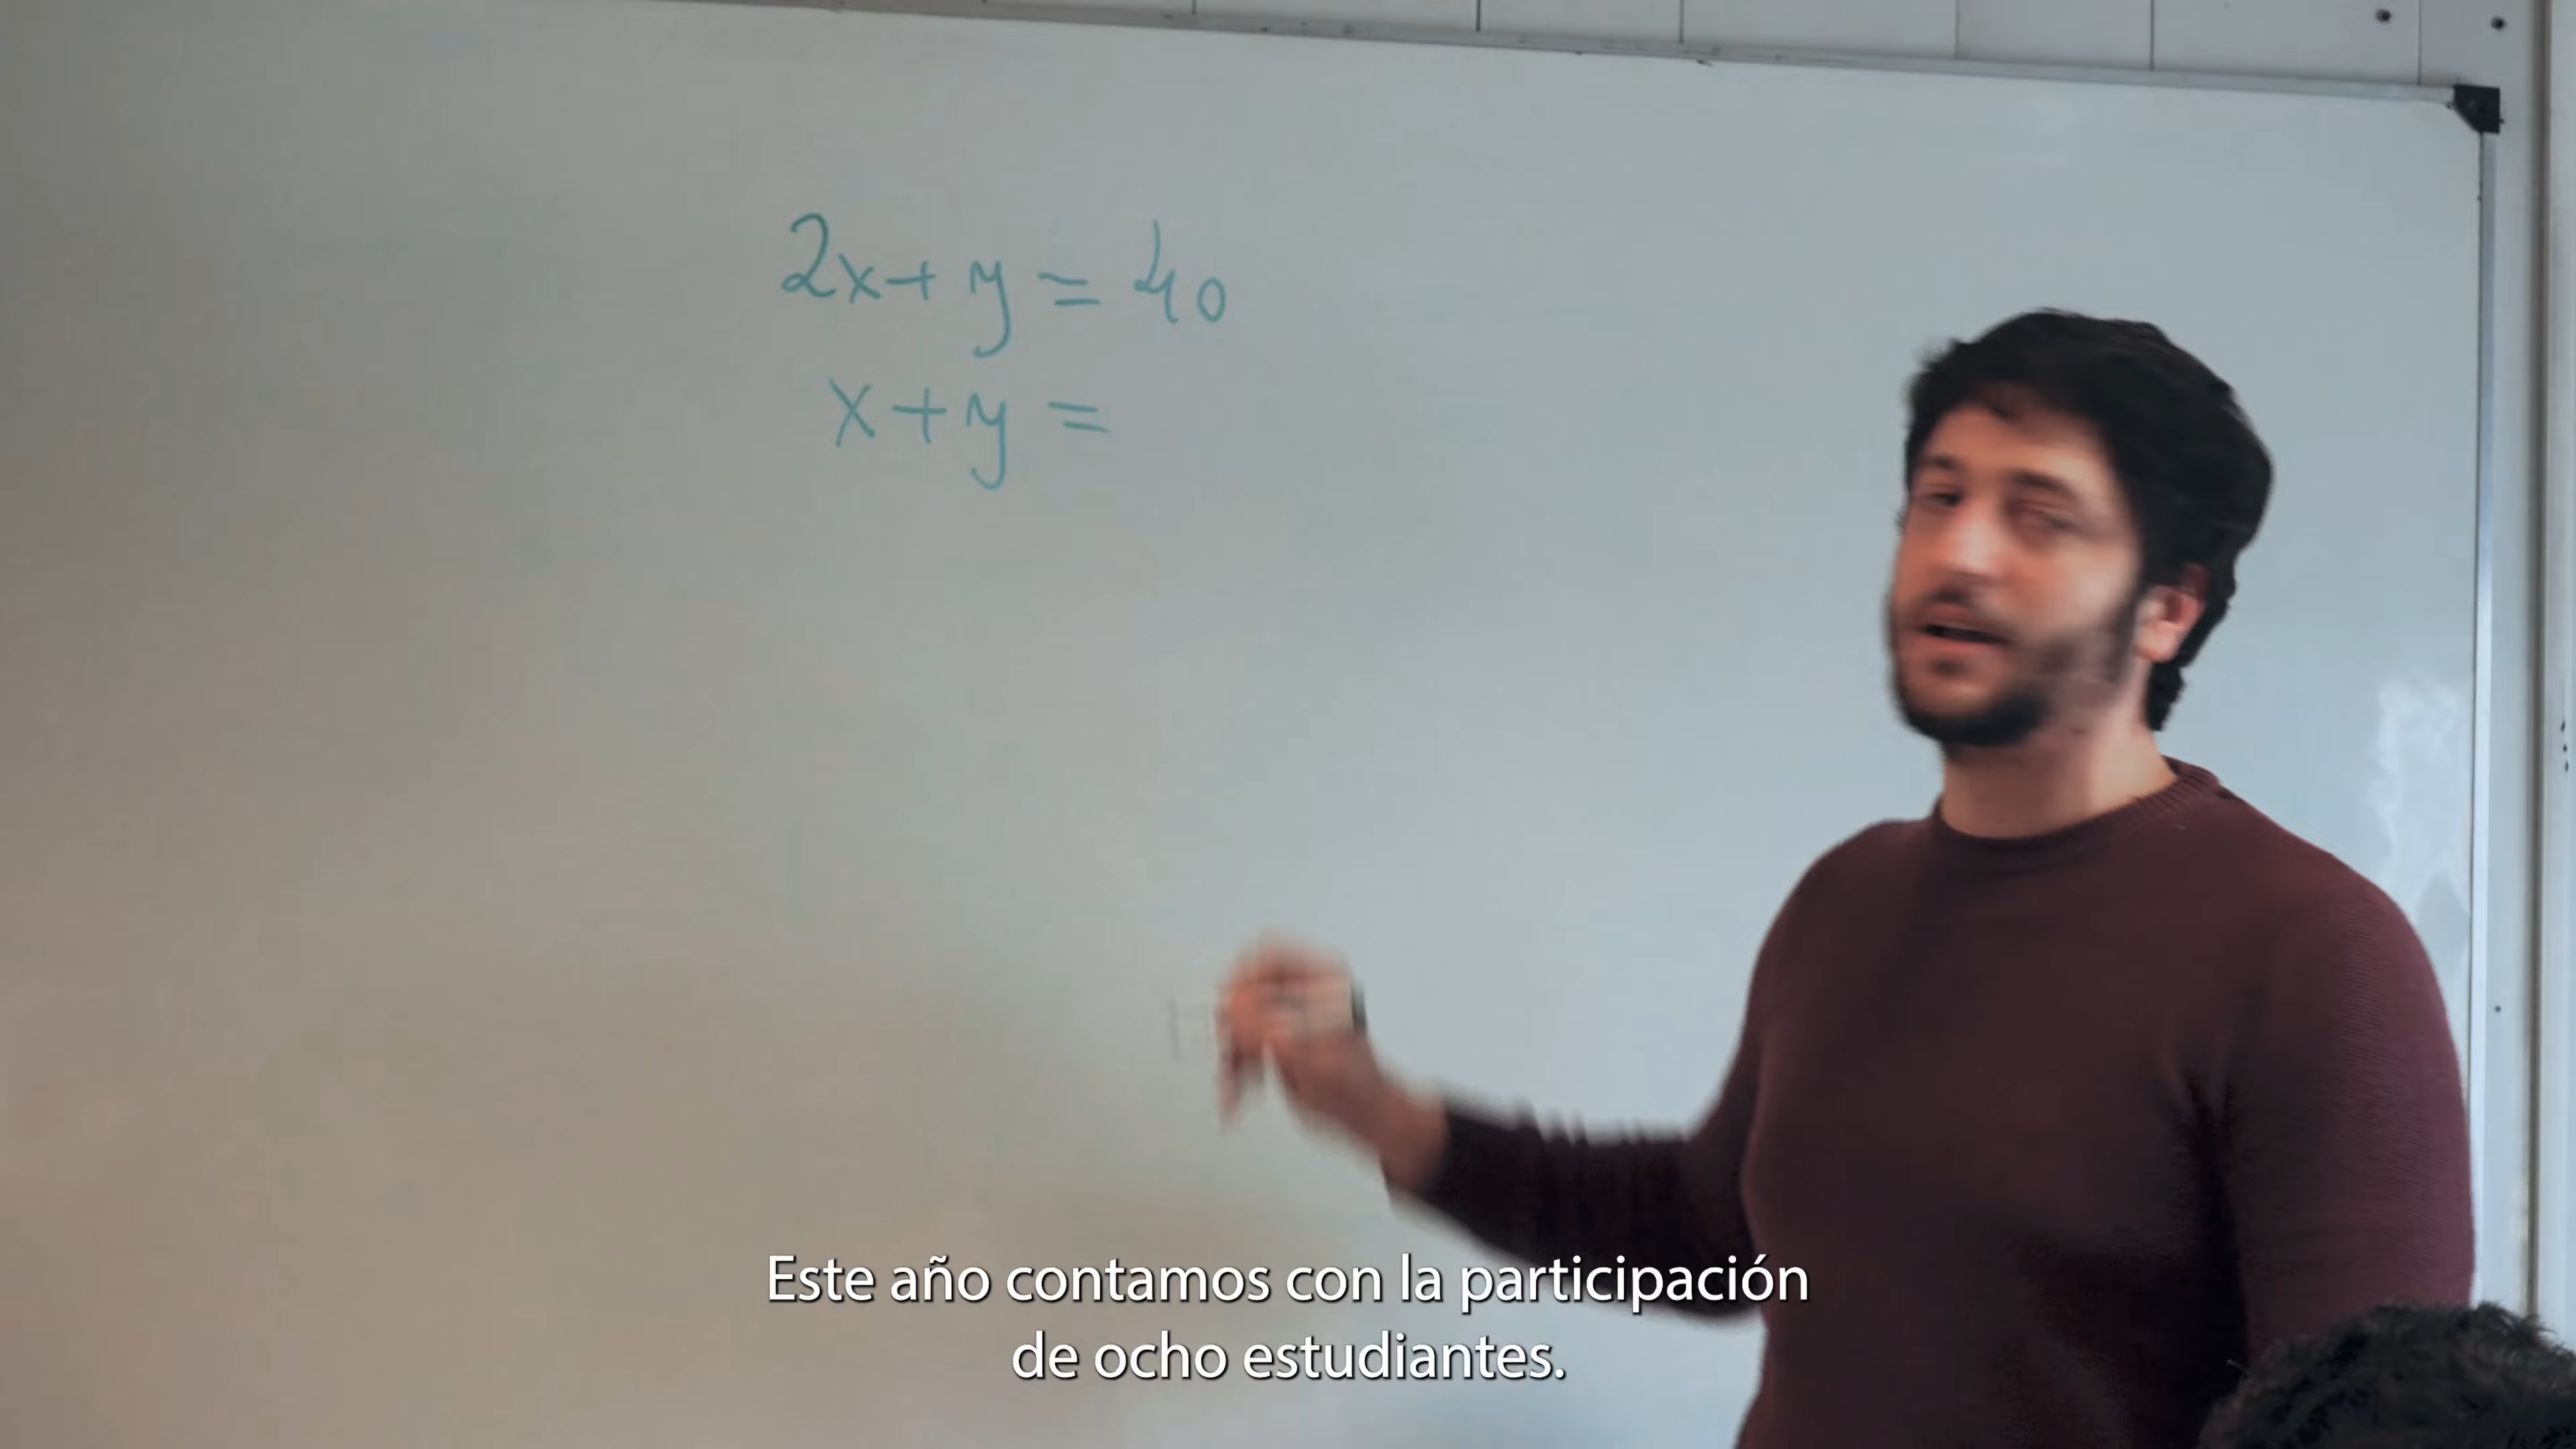 2x+y = 40
x+y =
Este año contamos con la participación
de ocho estudiantes.